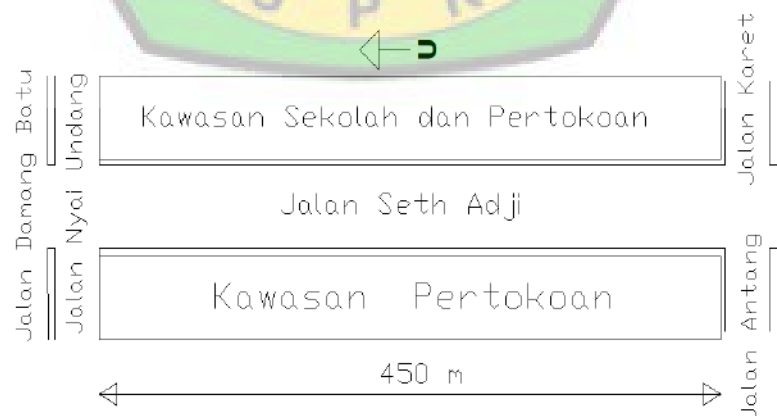 U P R
U
Jalan Damang Batu
Jalan Nyai Undang
Kawasan Sekolah dan Pertokoan
Jalan Karet
Jalan Seth Adji
Kawasan Pertokoan
Jalan Antang
450 m